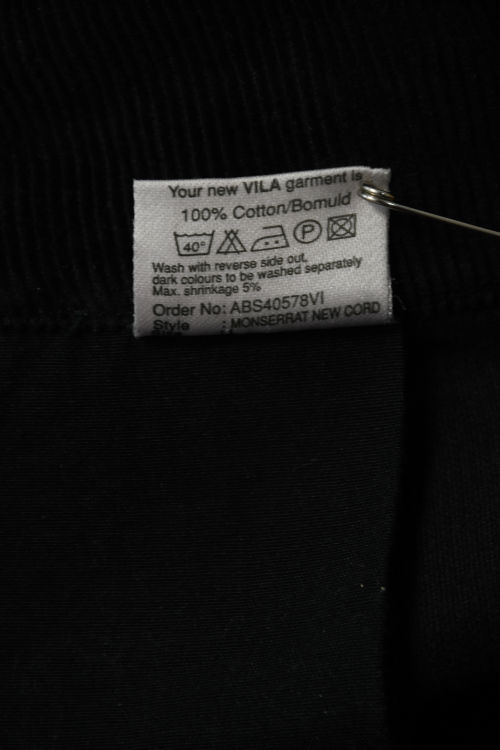 Your new VILA garment is
100% Cotton/Bomuld
40° P
Wash with reverse side out,
dark colours to be washed separately
Max. shrinkage 5%
Order No: ABS40578VI
Style : MONSERRAT NEW CORD